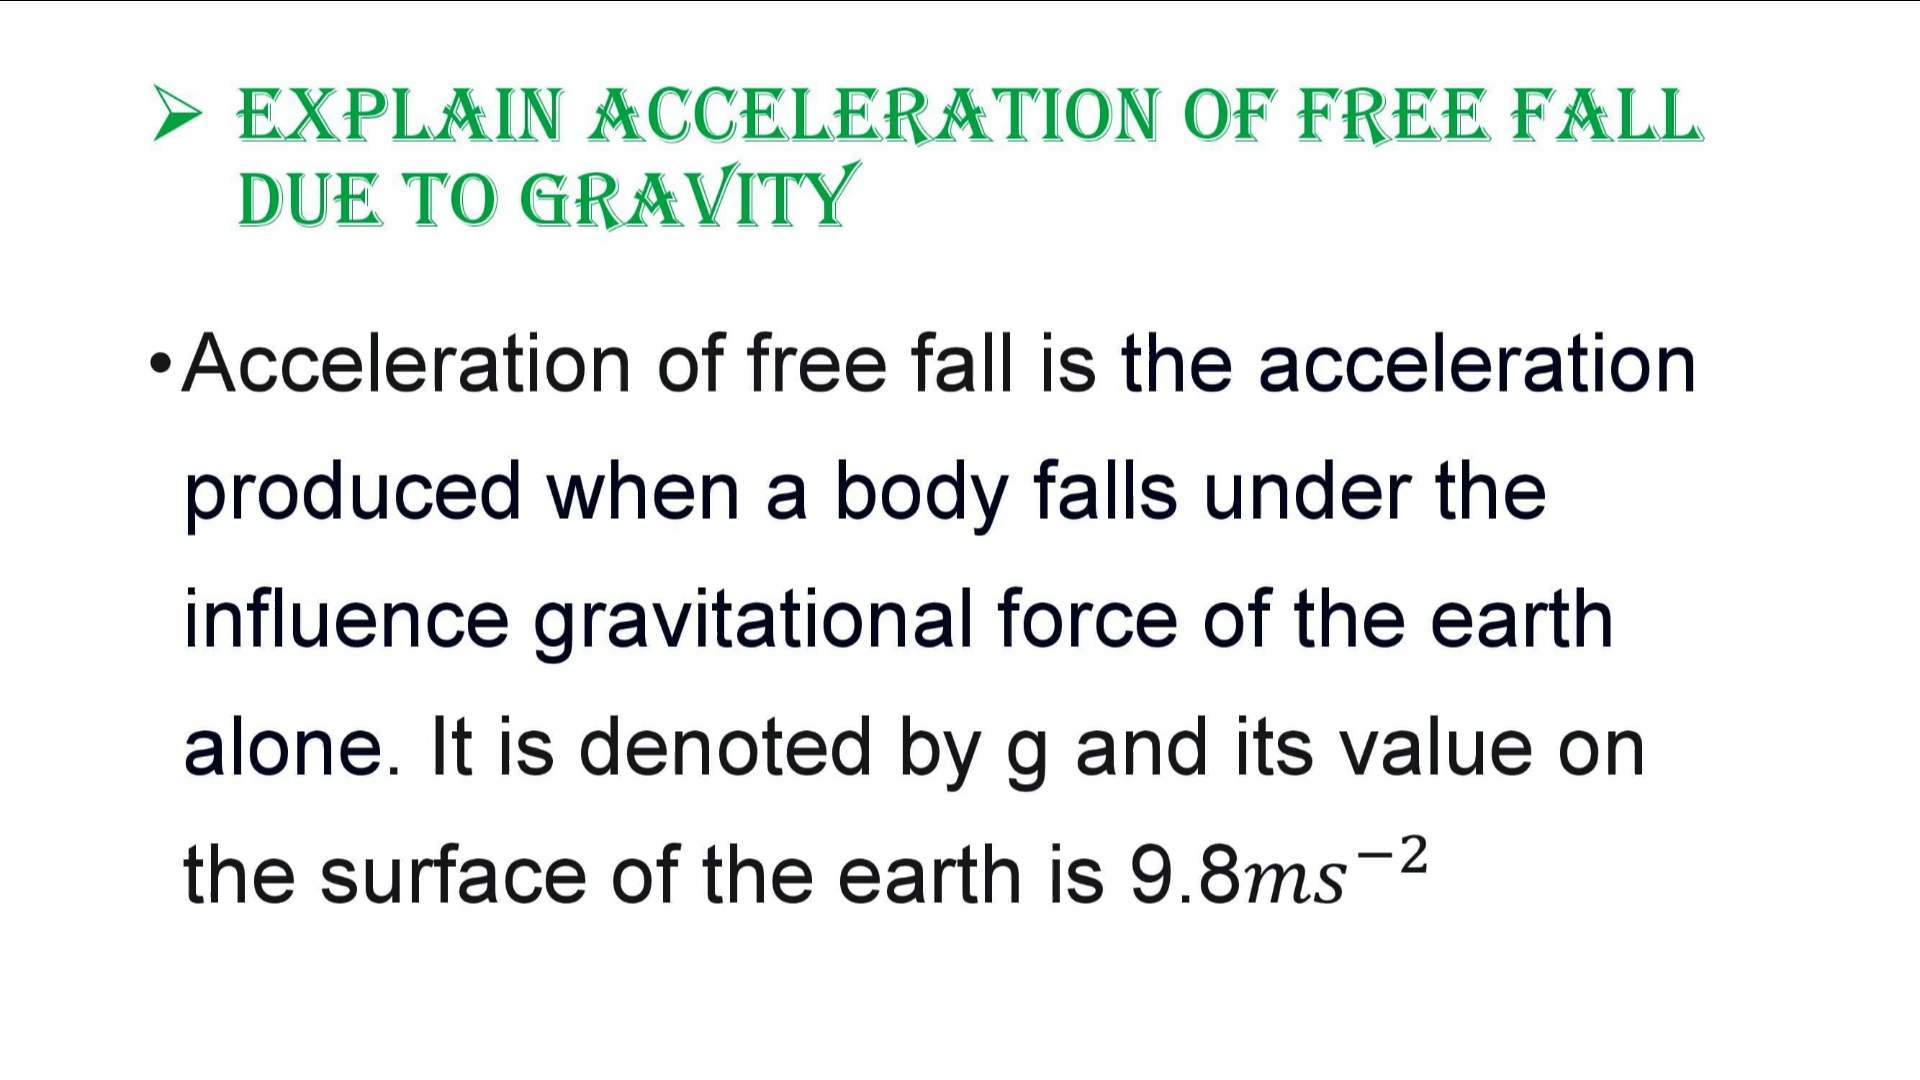 ➢ EXPLAIN ACCELERATION OF FREE FALL
DUE TO GRAVITY
•Acceleration of free fall is the acceleration
produced when a body falls under the
influence gravitational force of the earth
alone. It is denoted by g and its value on
the surface of the earth is 9.8ms⁻²